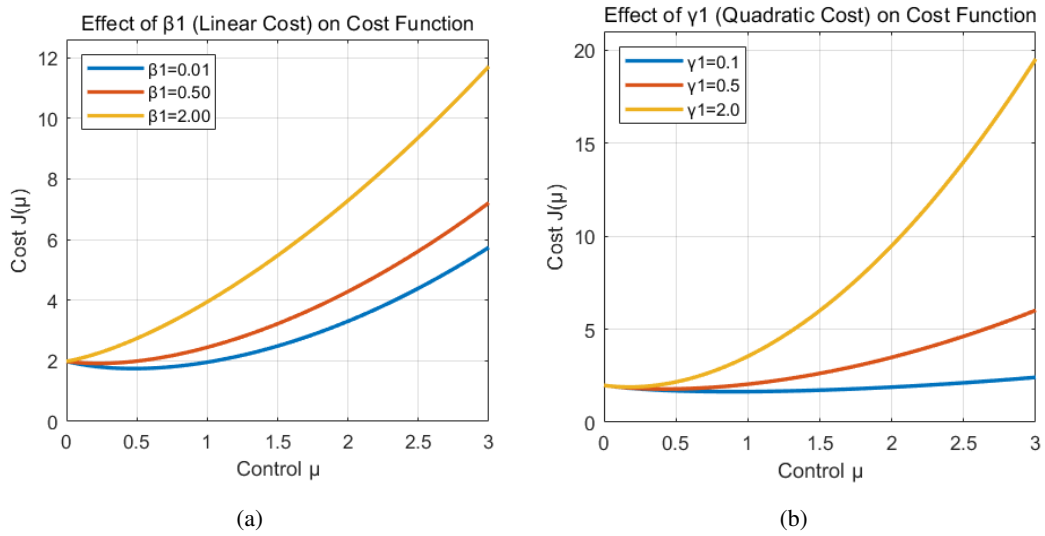 Effect of β1 (Linear Cost) on Cost Function
β1=0.01
β1=0.50
β1=2.00
Cost J(μ)
12
10
8
6
4
2
0
0 0.5 1 1.5 2 2.5 3
Control μ
(a)
Effect of γ1 (Quadratic Cost) on Cost Function
γ1=0.1
γ1=0.5
γ1=2.0
Cost J(μ)
20
15
10
5
0
0 0.5 1 1.5 2 2.5 3
Control μ
(b)